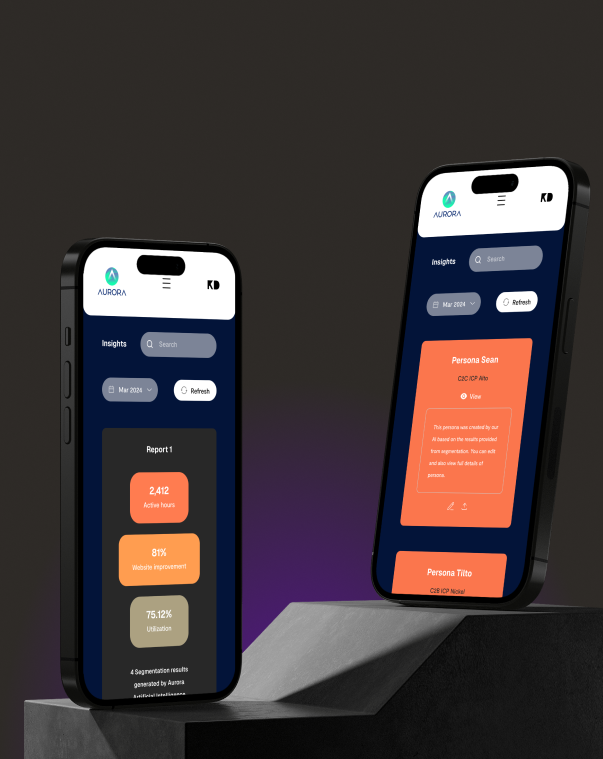 AURORA
KD
Insights
Search
Mar 2024
Refresh
Report 1
2,412
Active hours
81%
Website Improvement
75.12%
Utilization
4 Segmentation results
generated by Aurora
Artificial Intelligence
AURORA
KD
Insights
Search
Mar 2024
Refresh
Persona Sean
C2C ICP Alto
View
This persona was created by our
AI based on the results provided
from segmentation. You can edit
and also view full details of
persona.
Persona Tilto
C2B ICP Nickal